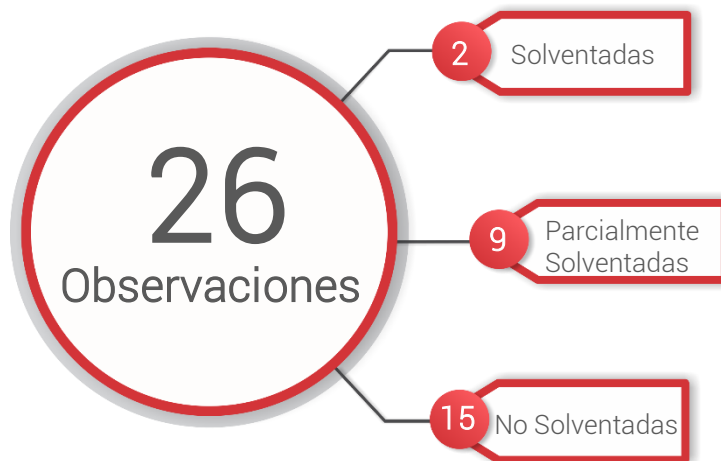 26
Observaciones
2
Solventadas
9
Parcialmente
Solventadas
15
No Solventadas